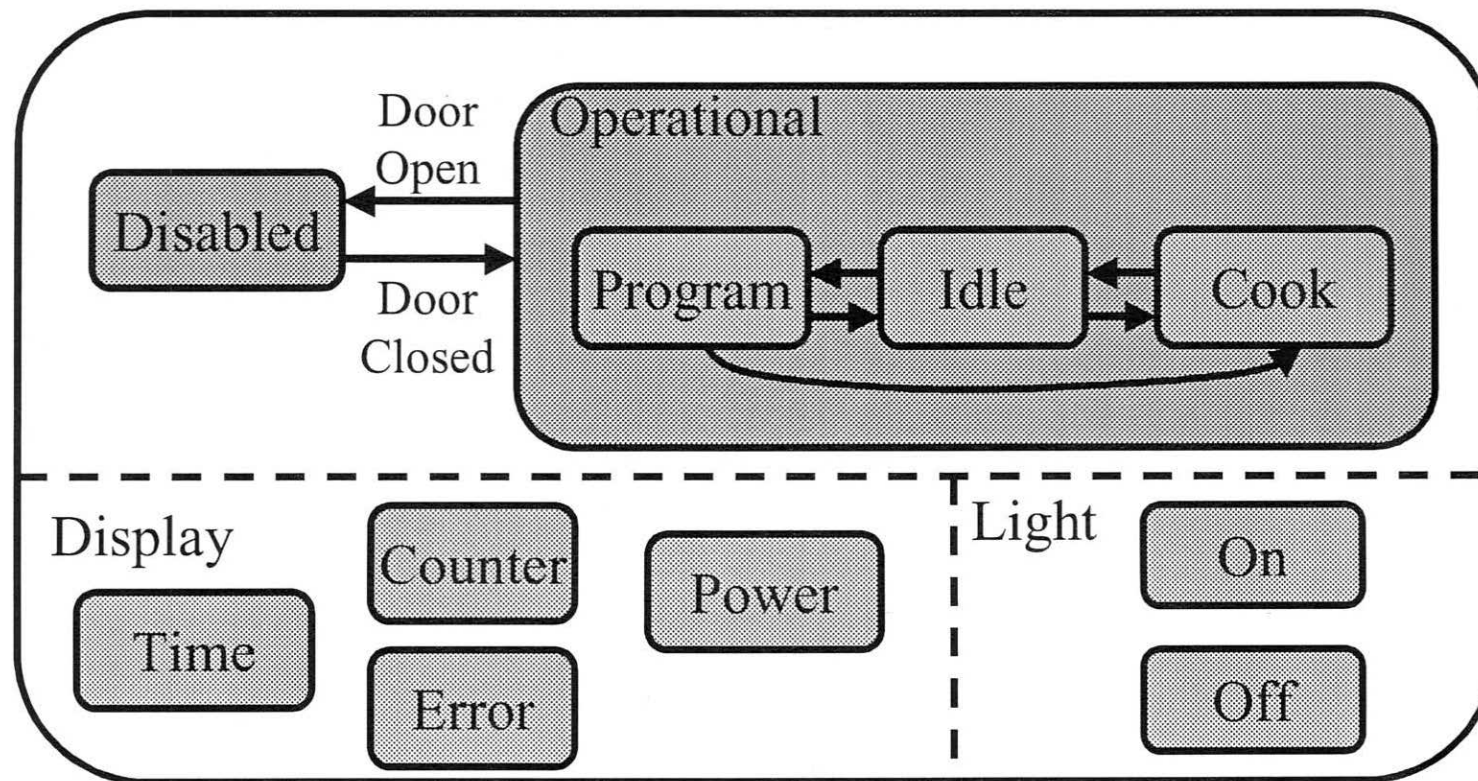 Door
Open
Operational
Disabled
Program
Idle
Cook
Door
Closed
Display
Counter
Power
Time
Error
Light
On
Off